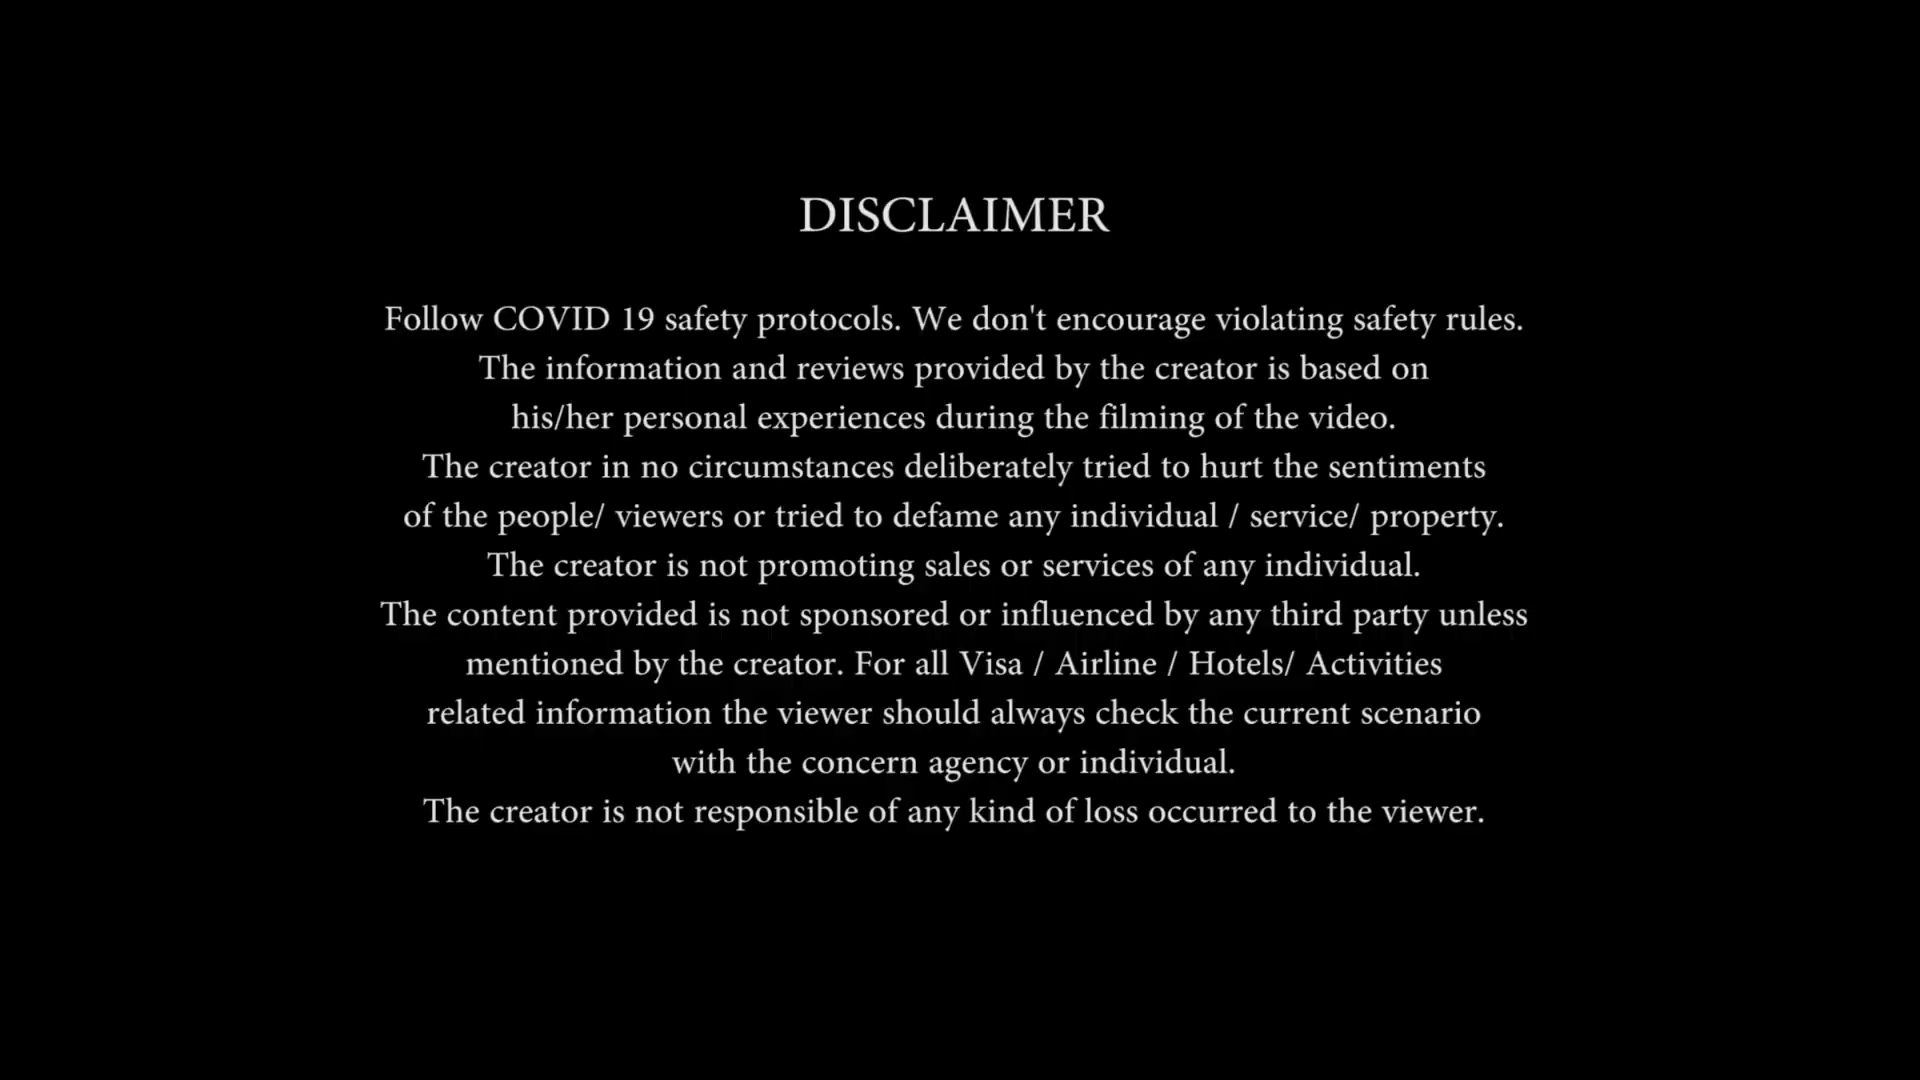 DISCLAIMER
Follow COVID 19 safety protocols. We don't encourage violating safety rules.
The information and reviews provided by the creator is based on
his/her personal experiences during the filming of the video.
The creator in no circumstances deliberately tried to hurt the sentiments
of the people/ viewers or tried to defame any individual / service/ property.
The creator is not promoting sales or services of any individual.
The content provided is not sponsored or influenced by any third party unless
mentioned by the creator. For all Visa / Airline / Hotels/ Activities
related information the viewer should always check the current scenario
with the concern agency or individual.
The creator is not responsible of any kind of loss occurred to the viewer.